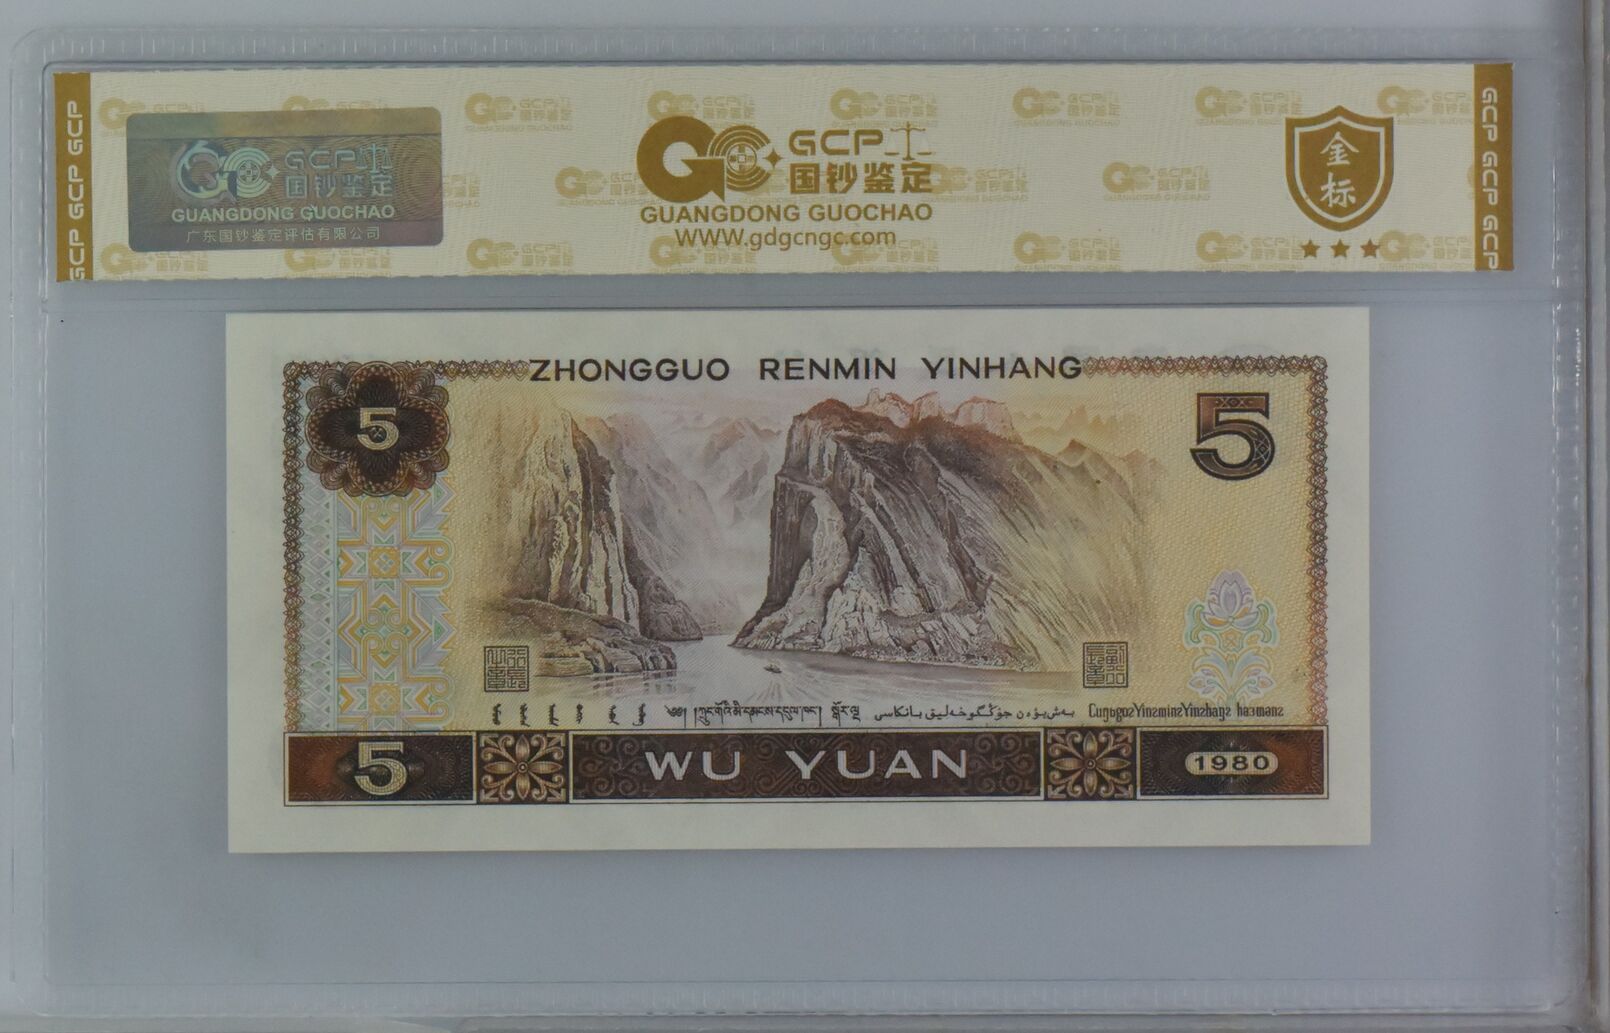 GCP GCP GCP
GCP 国钞鉴定
GUANGDONG GUOCHAO
广东国钞鉴定评估有限公司
GCP
国钞鉴定
GUANGDONG GUOCHAO
WWW.gdgcngc.com
金标
GCP GCP GCP
ZHONGGUO RENMIN YINHANG
5 5
5 WU YUAN 1980